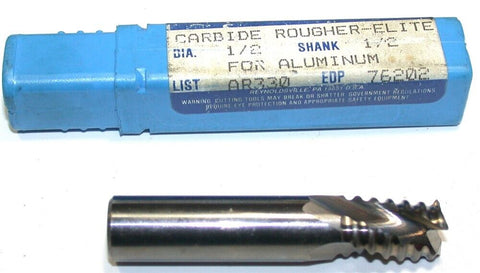 CARBIDE ROUGHER-ELITE
DIA. 1/2 SHANK 1/2
FOR ALUMINUM
LIST AR330 EDP 76202
REYNOLDSVILLE PA 15851 U.S.A.
WARNING CUTTING TOOLS MAY BREAK OR SHATTER GOVERNMENT REGULATIONS
REQUIRE EYE PROTECTION AND APPROPRIATE SAFETY EQUIPMENT